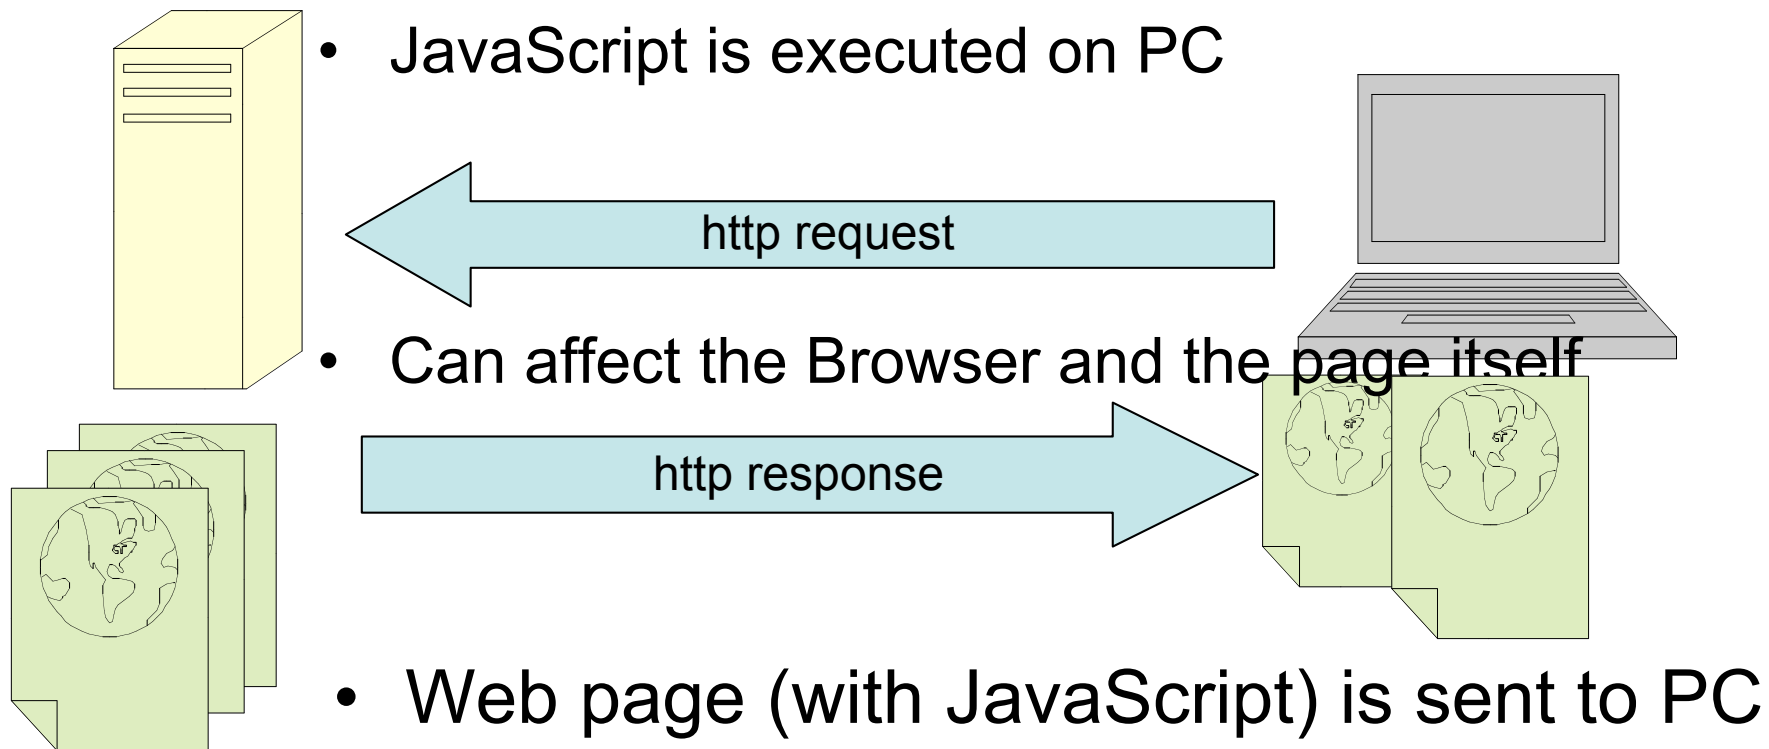 • JavaScript is executed on PC
http request
• Can affect the Browser and the page itself
http response
• Web page (with JavaScript) is sent to PC